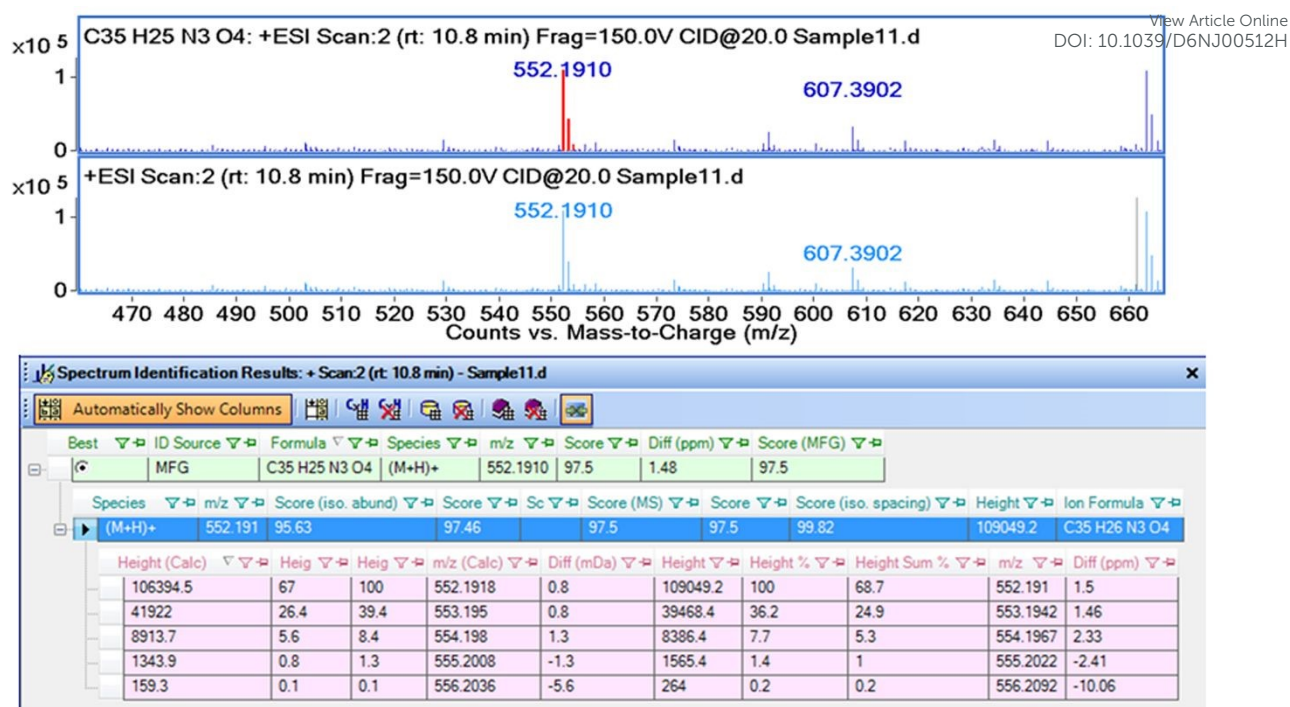 View Article Online
DOI: 10.1039/D6NJ00512H
x10 5 C35 H25 N3 O4: +ESI Scan:2 (rt: 10.8 min) Frag=150.0V CID@20.0 Sample11.d
552.1910
1
607.3902
0
x10 5 +ESI Scan:2 (rt: 10.8 min) Frag=150.0V CID@20.0 Sample11.d
552.1910
1
607.3902
0
470 480 490 500 510 520 530 540 550 560 570 580 590 600 610 620 630 640 650 660
Counts vs. Mass-to-Charge (m/z)
Spectrum Identification Results: + Scan:2 (rt: 10.8 min) - Sample11.d
Automatically Show Columns
Best ID Source Formula Species m/z Score Diff (ppm) Score (MFG)
MFG C35 H25 N3 O4 (M+H)+ 552.1910 97.5 1.48 97.5
Species m/z Score (iso. abund) Score Sc Score (MS) Score Score (iso. spacing) Height Ion Formula
(M+H)+ 552.191 95.63 97.46 97.5 97.5 99.82 109049.2 C35 H26 N3 O4
Height (Calc) Heig Heig m/z (Calc) Diff (mDa) Height Height % Height Sum % m/z Diff (ppm)
106394.5 67 100 552.1918 0.8 109049.2 100 68.7 552.191 1.5
41922 26.4 39.4 553.195 0.8 39468.4 36.2 24.9 553.1942 1.46
8913.7 5.6 8.4 554.198 1.3 8386.4 7.7 5.3 554.1967 2.33
1343.9 0.8 1.3 555.2008 -1.3 1565.4 1.4 1 555.2022 -2.41
159.3 0.1 0.1 556.2036 -5.6 264 0.2 0.2 556.2092 -10.06